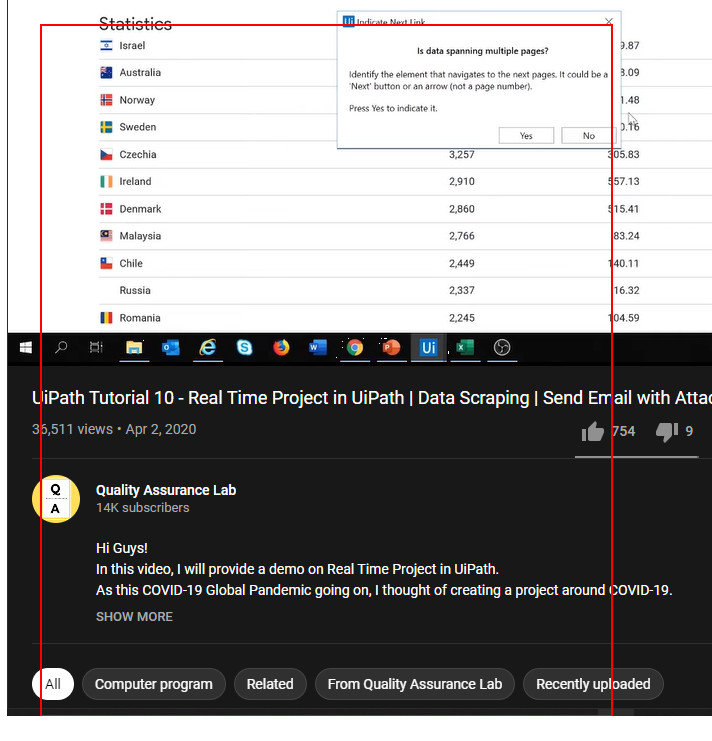 Statistics
Ui Indicate Next Link
Is data spanning multiple pages?
Identify the element that navigates to the next pages. It could be a
'Next' button or an arrow (not a page number).
Press Yes to indicate it.
Yes No
Israel 9.87
Australia 3.09
Norway 1.48
Sweden 0.16
Czechia 3,257 305.83
Ireland 2,910 557.13
Denmark 2,860 515.41
Malaysia 2,766 83.24
Chile 2,449 140.11
Russia 2,337 16.32
Romania 2,245 104.59
Ui
UiPath Tutorial 10 - Real Time Project in UiPath | Data Scraping | Send Email with Attac
36,511 views • Apr 2, 2020
754 9
Q
A
Quality Assurance Lab
14K subscribers
Hi Guys!
In this video, I will provide a demo on Real Time Project in UiPath.
As this COVID-19 Global Pandemic going on, I thought of creating a project around COVID-19.
SHOW MORE
All Computer program Related From Quality Assurance Lab Recently uploaded